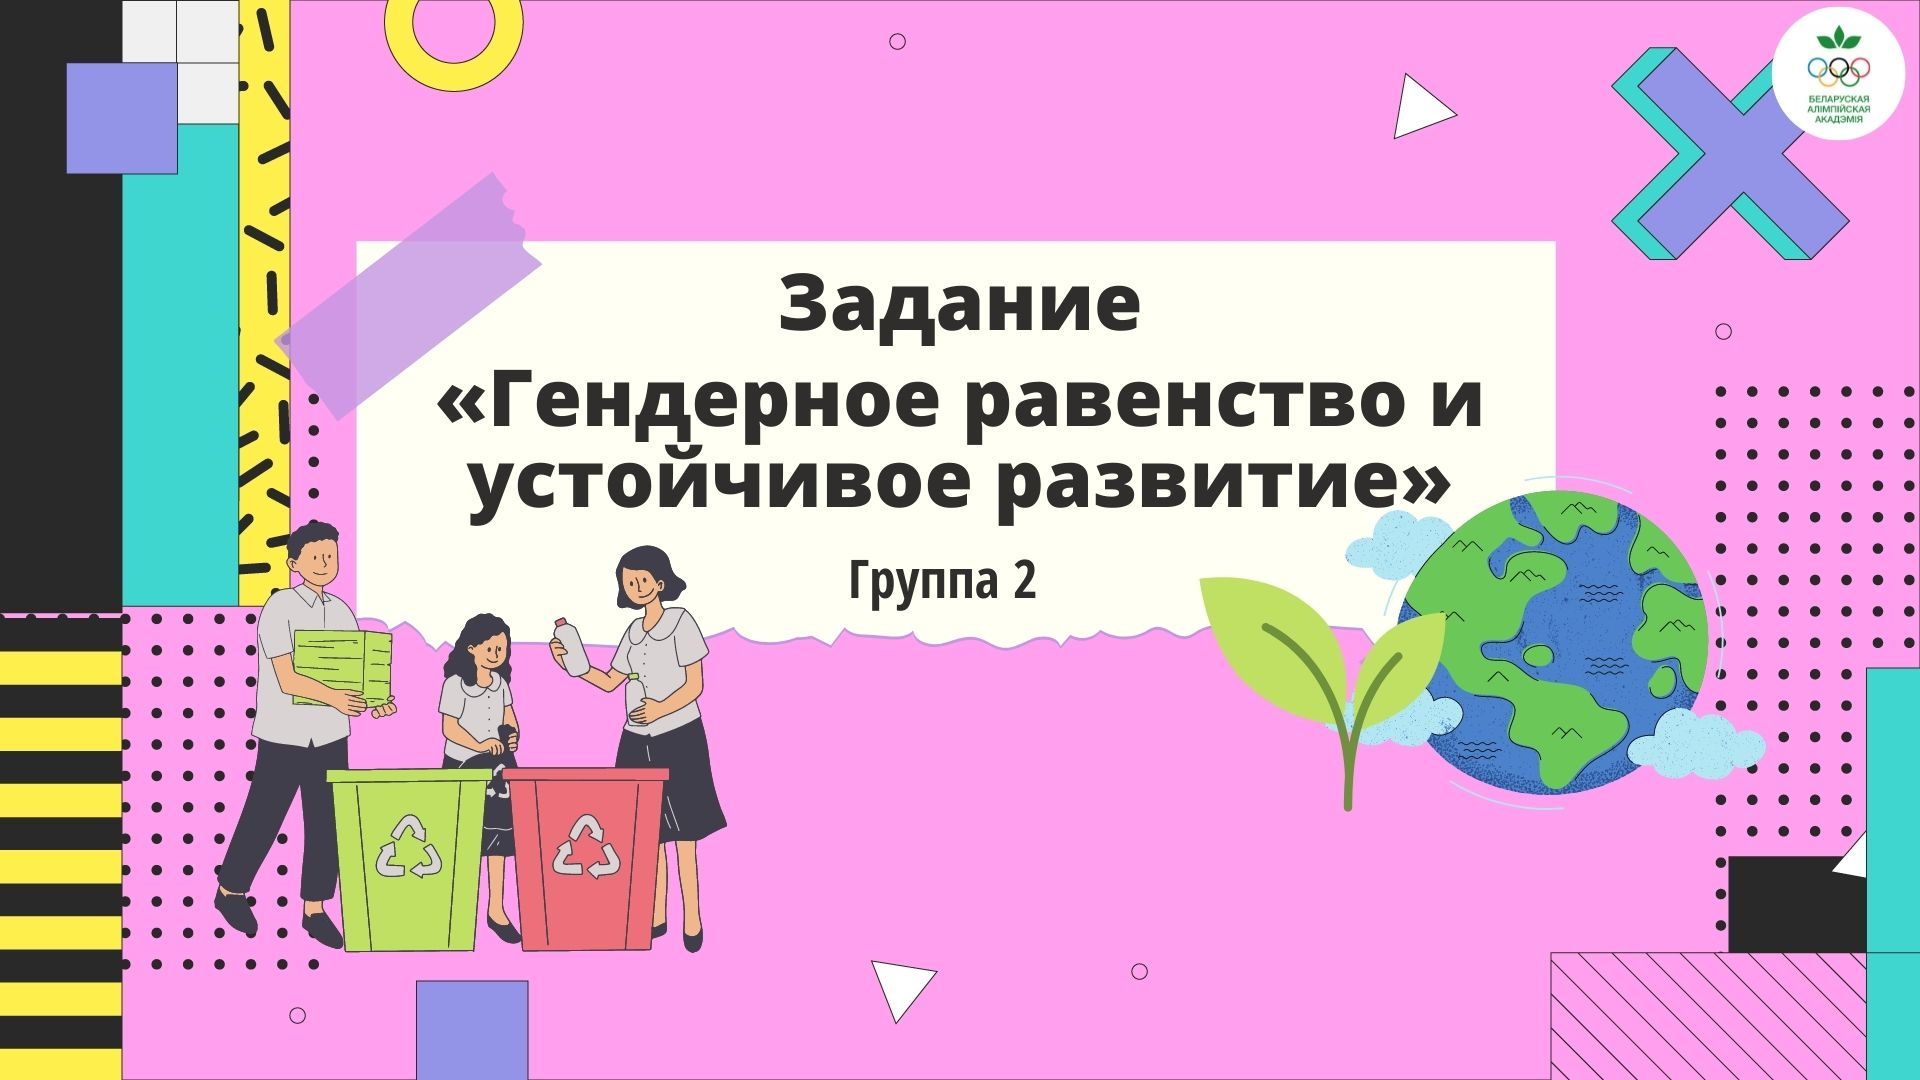 БЕЛАРУСКАЯ
АЛІМПІЙСКАЯ
АКАДЭМІЯ
Задание
«Гендерное равенство и
устойчивое развитие»
Группа 2